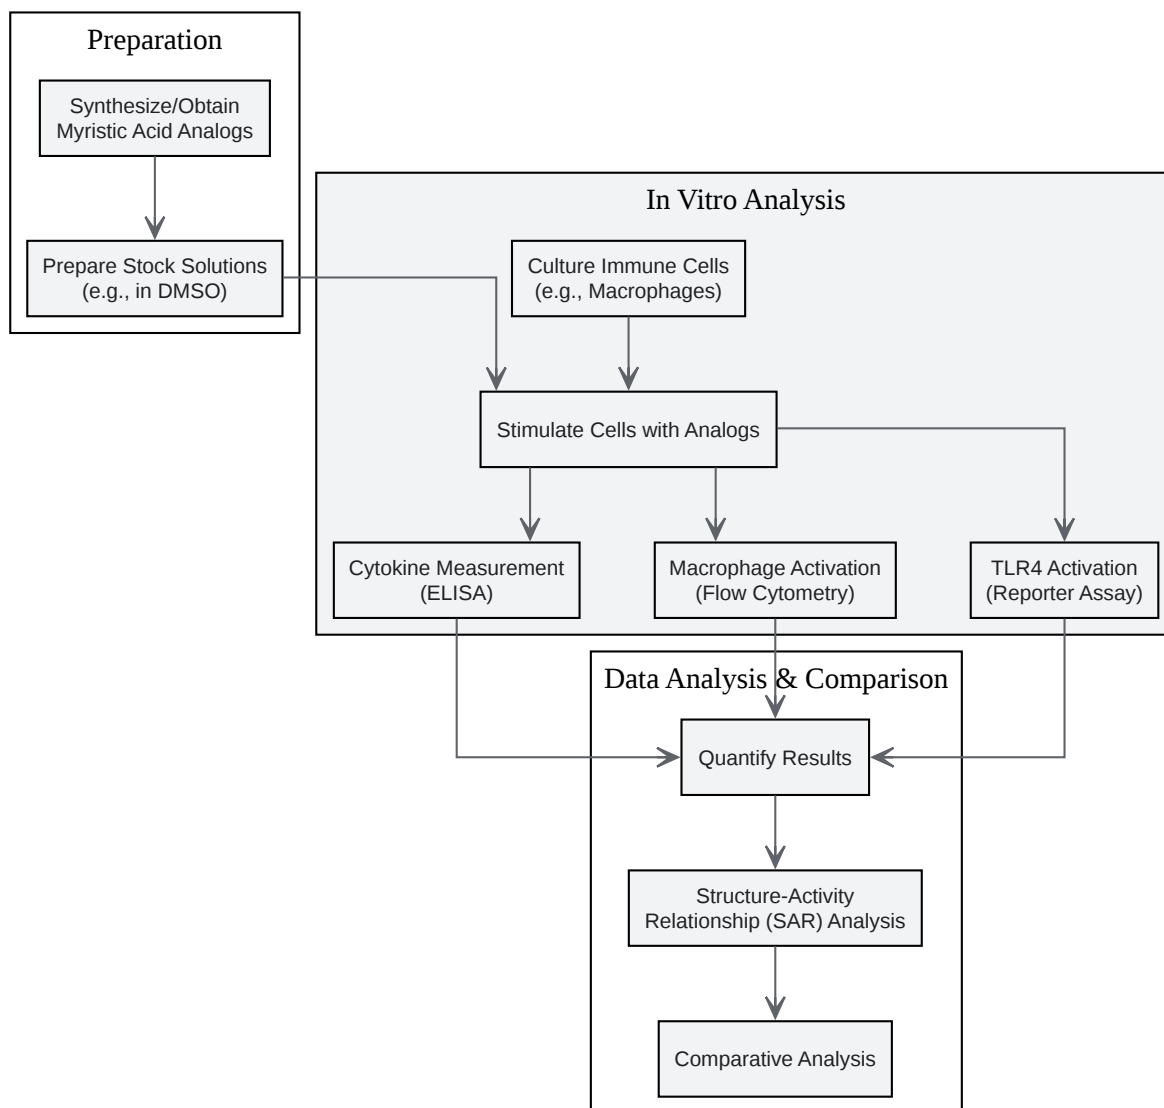 Preparation
Synthesize/Obtain
Myristic Acid Analogs
Prepare Stock Solutions
(e.g., in DMSO)
In Vitro Analysis
Culture Immune Cells
(e.g., Macrophages)
Stimulate Cells with Analogs
Cytokine Measurement
(ELISA)
Macrophage Activation
(Flow Cytometry)
TLR4 Activation
(Reporter Assay)
Data Analysis & Comparison
Quantify Results
Structure-Activity
Relationship (SAR) Analysis
Comparative Analysis